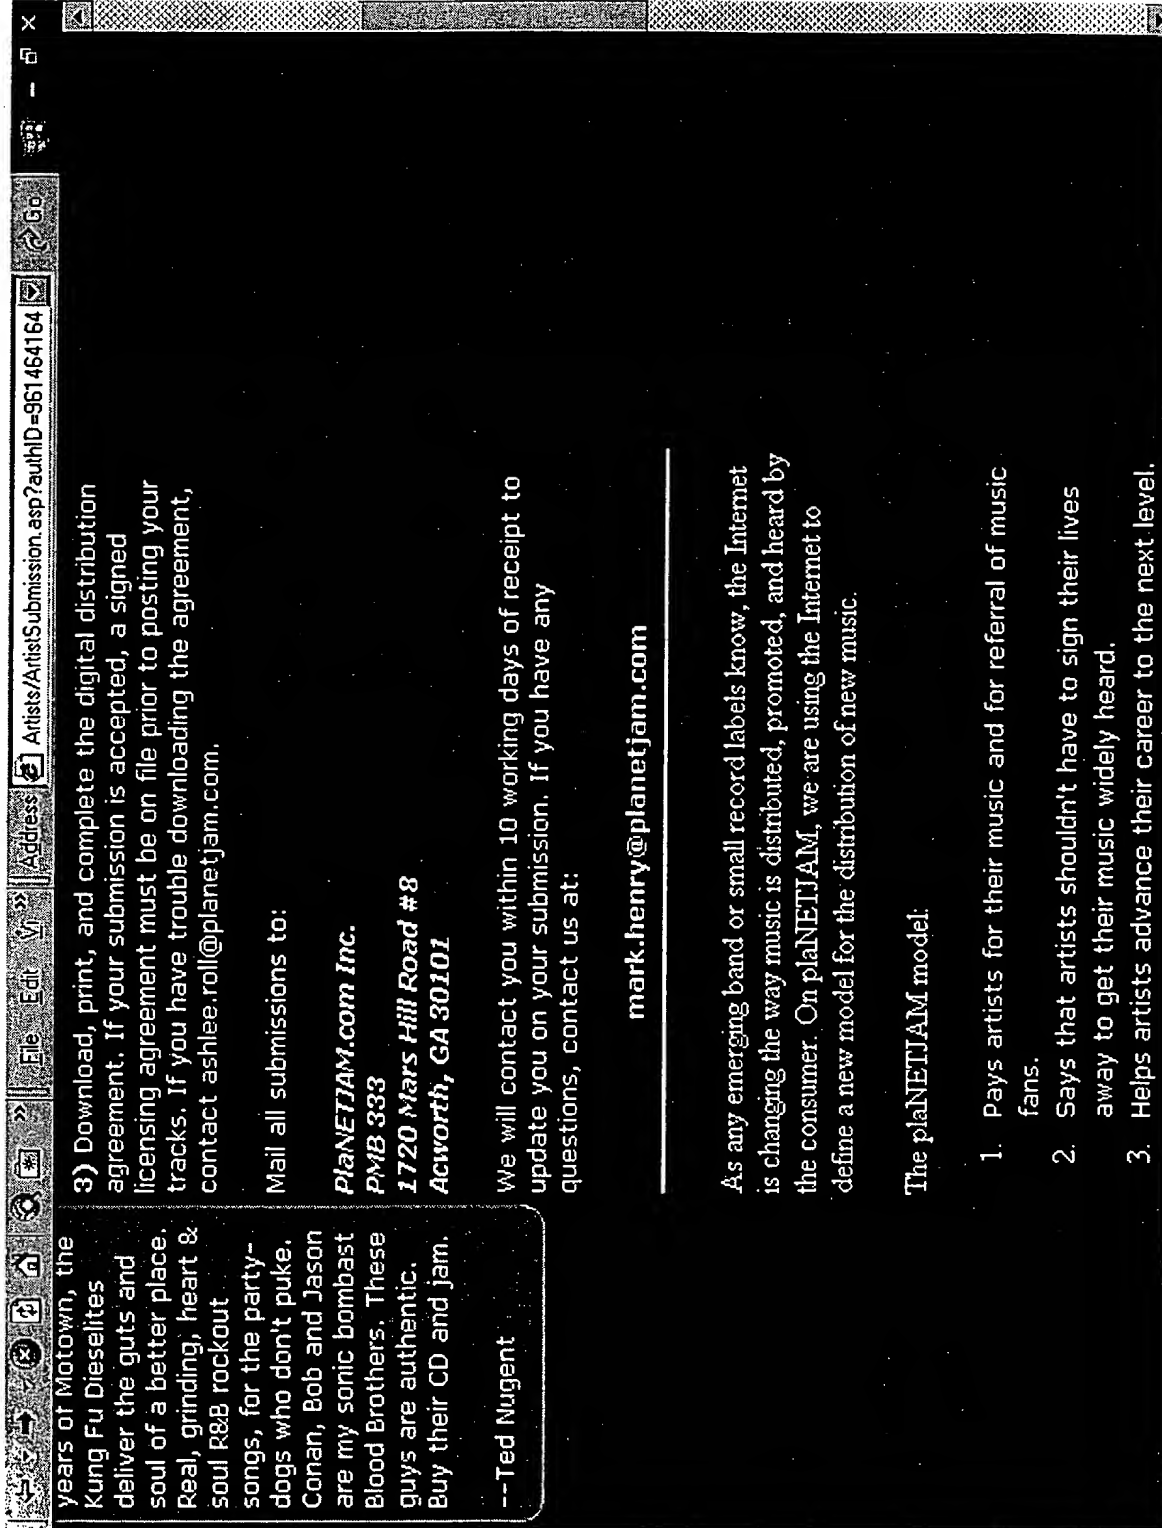 File Edit Vi >> Address Artists/ArtistSubmission.asp?authID=961464164 Go
years of Motown, the
Kung Fu Dieselites
deliver the guts and
soul of a better place.
Real, grinding, heart &
soul R&B rockout
songs, for the party-
dogs who don't puke.
Conan, Bob and Jason
are my sonic bombast
Blood Brothers. These
guys are authentic.
Buy their CD and jam.
--Ted Nugent
3) Download, print, and complete the digital distribution
agreement. If your submission is accepted, a signed
licensing agreement must be on file prior to posting your
tracks. If you have trouble downloading the agreement,
contact ashlee.roll@planetjam.com.
Mail all submissions to:
PlaNETJAM.com Inc.
PMB 333
1720 Mars Hill Road #8
Acworth, GA 30101
We will contact you within 10 working days of receipt to
update you on your submission. If you have any
questions, contact us at:
mark.henry@planetjam.com
As any emerging band or small record labels know, the Internet
is changing the way music is distributed, promoted, and heard by
the consumer. On plaNETJAM, we are using the Internet to
define a new model for the distribution of new music.
The plaNETJAM model:
1. Pays artists for their music and for referral of music
fans.
2. Says that artists shouldn't have to sign their lives
away to get their music widely heard.
3. Helps artists advance their career to the next level.